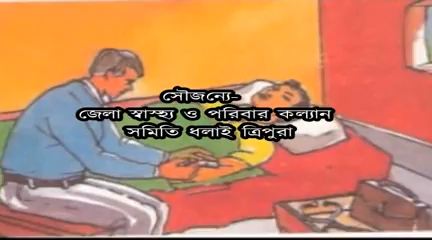 সৌজন্যে-
জেলা স্বাস্হ্য ও পরিবার কল্যান
সমিতি ধলাই ত্রিপুরা